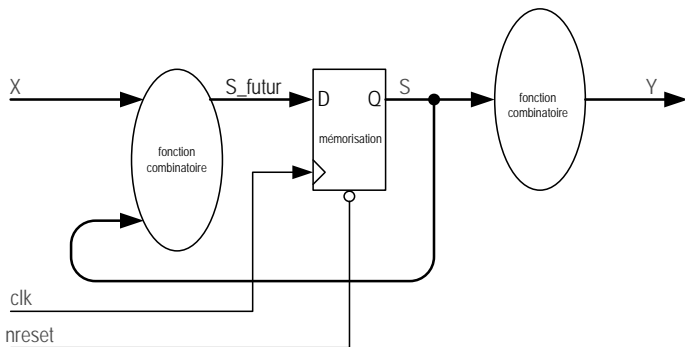 X
S_futur
D
Q
S
Y
mémorisation
fonction
combinatoire
fonction
combinatoire
clk
nreset